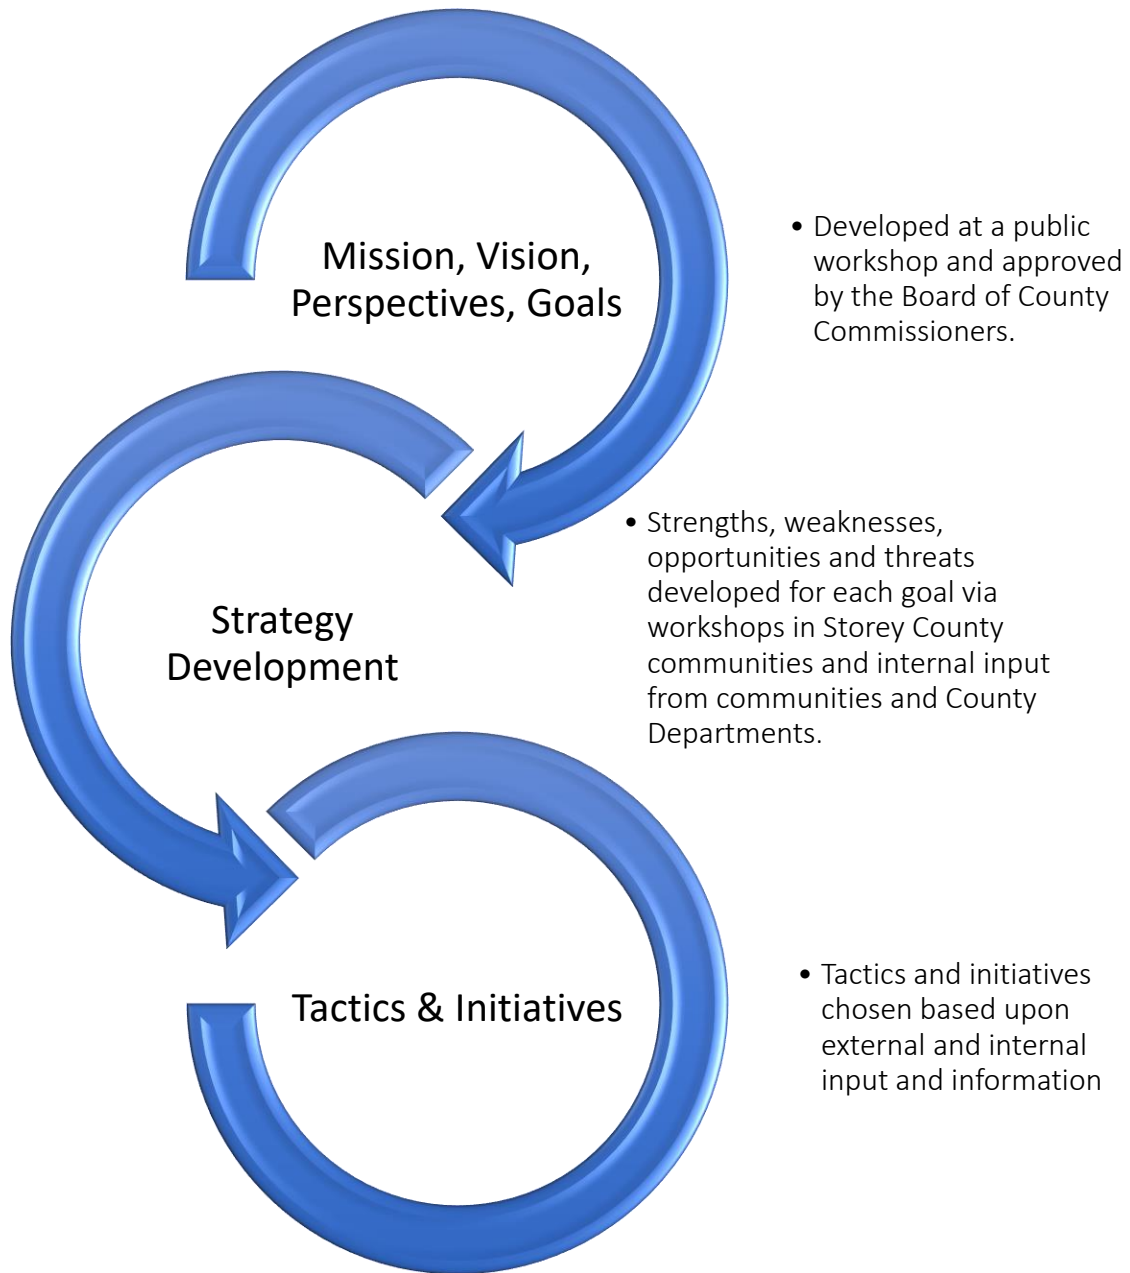 Mission, Vision,
Perspectives, Goals
• Developed at a public
workshop and approved
by the Board of County
Commissioners.
Strategy
Development
• Strengths, weaknesses,
opportunities and threats
developed for each goal via
workshops in Storey County
communities and internal input
from communities and County
Departments.
Tactics & Initiatives
• Tactics and initiatives
chosen based upon
external and internal
input and information